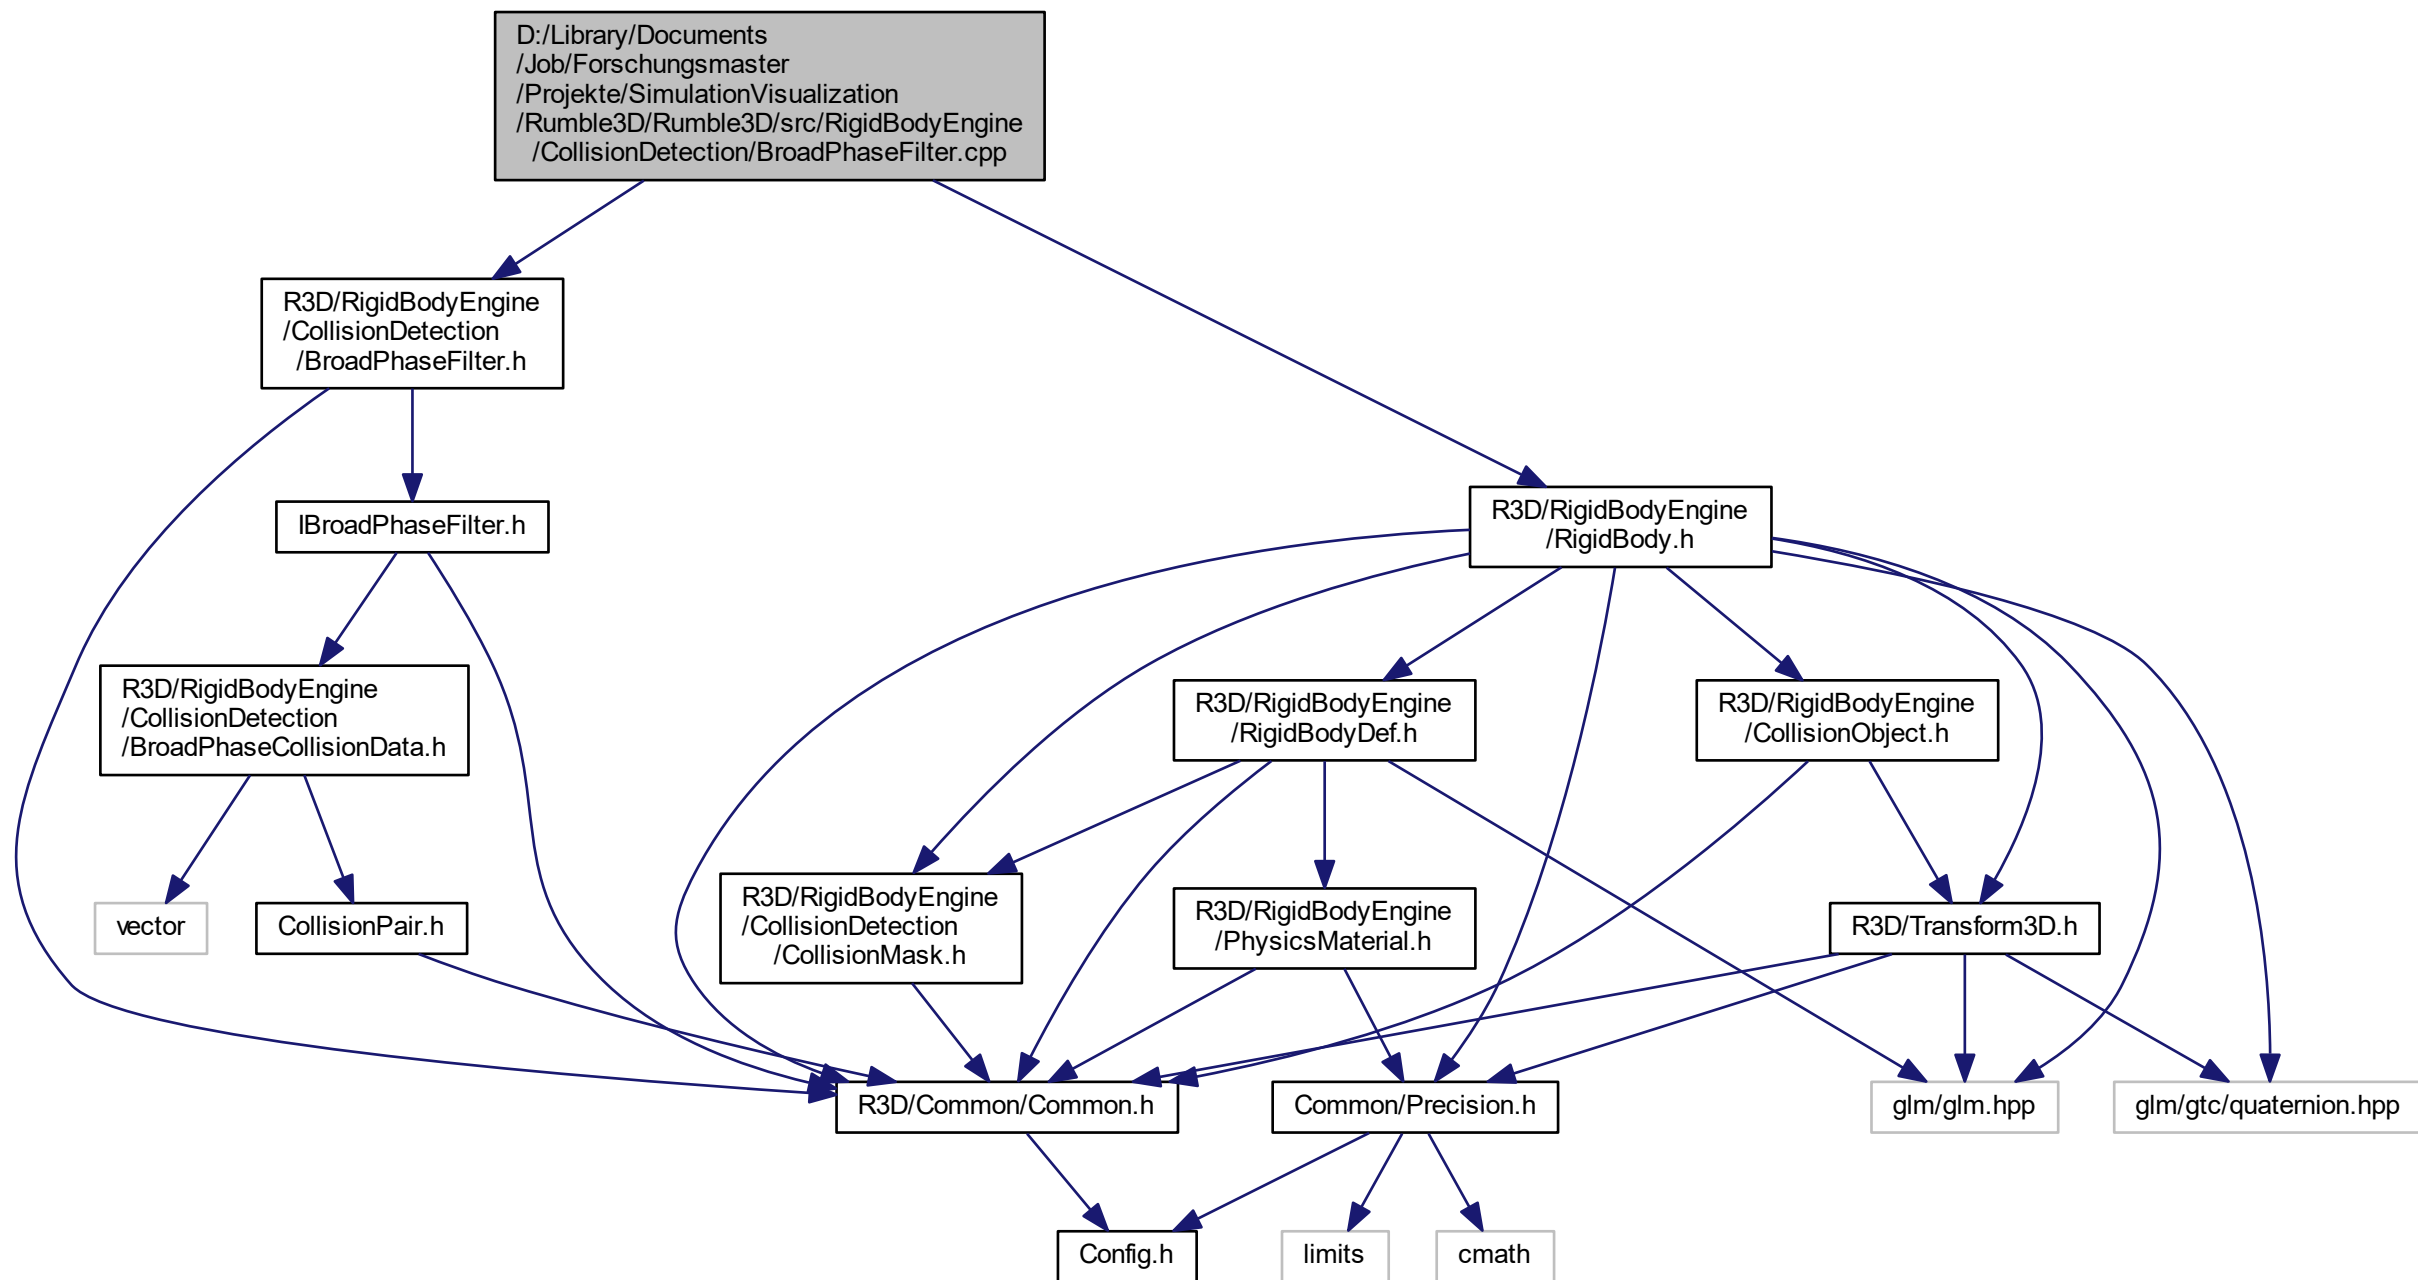 D:/Library/Documents
/Job/Forschungsmaster
/Projekte/SimulationVisualization
/Rumble3D/Rumble3D/src/RigidBodyEngine
/CollisionDetection/BroadPhaseFilter.cpp
R3D/RigidBodyEngine
/CollisionDetection
/BroadPhaseFilter.h
IBroadPhaseFilter.h
R3D/RigidBodyEngine
/RigidBody.h
R3D/RigidBodyEngine
/CollisionDetection
/BroadPhaseCollisionData.h
R3D/RigidBodyEngine
/RigidBodyDef.h
R3D/RigidBodyEngine
/CollisionObject.h
vector
CollisionPair.h
R3D/RigidBodyEngine
/CollisionDetection
/CollisionMask.h
R3D/RigidBodyEngine
/PhysicsMaterial.h
R3D/Transform3D.h
R3D/Common/Common.h
Common/Precision.h
glm/glm.hpp
glm/gtc/quaternion.hpp
Config.h
limits
cmath